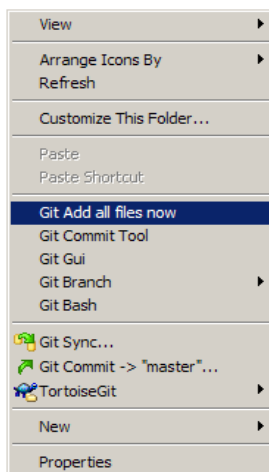 View
Arrange Icons By
Refresh
Customize This Folder...
Paste
Paste Shortcut
Git Add all files now
Git Commit Tool
Git Gui
Git Branch
Git Bash
Git Sync...
Git Commit -> "master"...
TortoiseGit
New
Properties